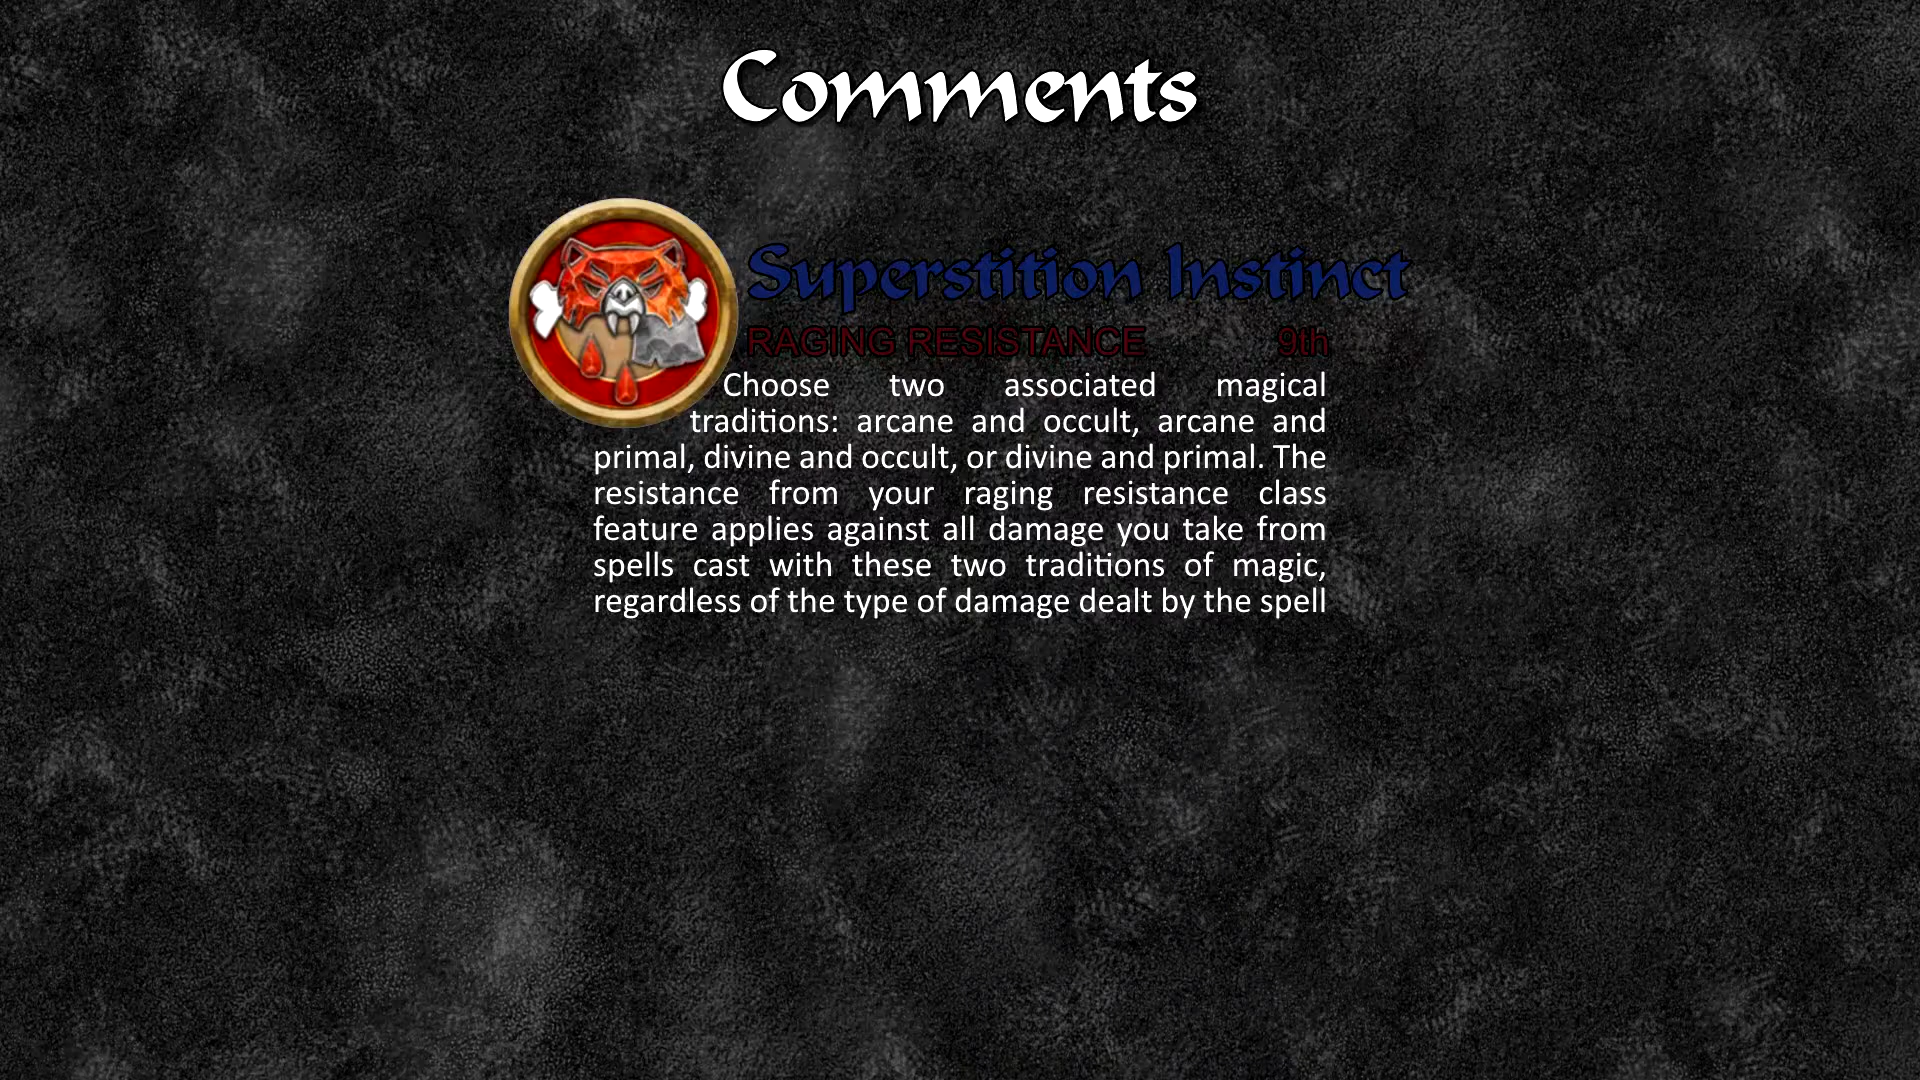 Comments
Superstition Instinct
RAGING RESISTANCE 9th
Choose two associated magical
traditions: arcane and occult, arcane and
primal, divine and occult, or divine and primal. The
resistance from your raging resistance class
feature applies against all damage you take from
spells cast with these two traditions of magic,
regardless of the type of damage dealt by the spell